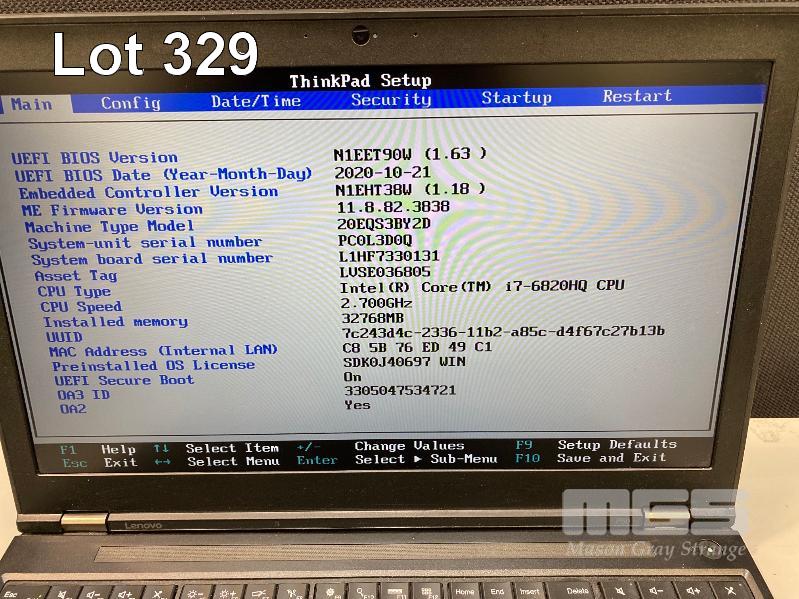 Lot 329
ThinkPad Setup
Main Config Date/Time Security Startup Restart
UEFI BIOS Version N1EET90W (1.63 )
UEFI BIOS Date (Year-Month-Day) 2020-10-21
Embedded Controller Version N1EHT38W (1.18 )
ME Firmware Version 11.8.82.3838
Machine Type Model 20EQS3BY2D
System-unit serial number PC0L3D0Q
System board serial number L1HF7330131
Asset Tag LVSE036805
CPU Type Intel(R) Core(TM) i7-6820HQ CPU
CPU Speed 2.700GHz
Installed memory 32768MB
UUID 7c243d4c-2336-11b2-a85c-d4f67c27b13b
MAC Address (Internal LAN) C8 5B 76 ED 49 C1
Preinstalled OS License SDK0J40697 WIN
UEFI Secure Boot On
OA3 ID 3305047534721
OA2 Yes
F1 Help ↑↓ Select Item +/- Change Values F9 Setup Defaults
Esc Exit ←→ Select Menu Enter Select ▶ Sub-Menu F10 Save and Exit
Lenovo
MGS
Mason Gray Strange
Esc Home End Insert Delete